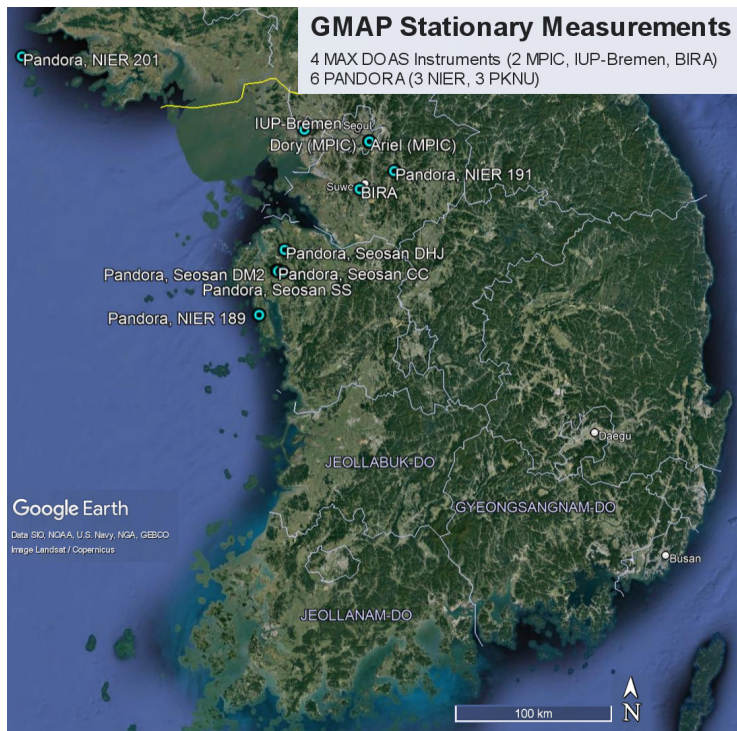 GMAP Stationary Measurements
4 MAX DOAS Instruments (2 MPIC, IUP-Bremen, BIRA)
6 PANDORA (3 NIER, 3 PKNU)
Pandora, NIER 201
IUP-Bremen
Seoul
Dory (MPIC)
Ariel (MPIC)
Pandora, NIER 191
Suwo
BIRA
Pandora, Seosan DHJ
Pandora, Seosan DM2
Pandora, Seosan CC
Pandora, Seosan SS
Pandora, NIER 189
Daegu
JEOLLABUK-DO
GYEONGSANGNAM-DO
Google Earth
Data SIO, NOAA, U.S. Navy, NGA, GEBCO
Image Landsat / Copernicus
Busan
JEOLLANAM-DO
100 km
N